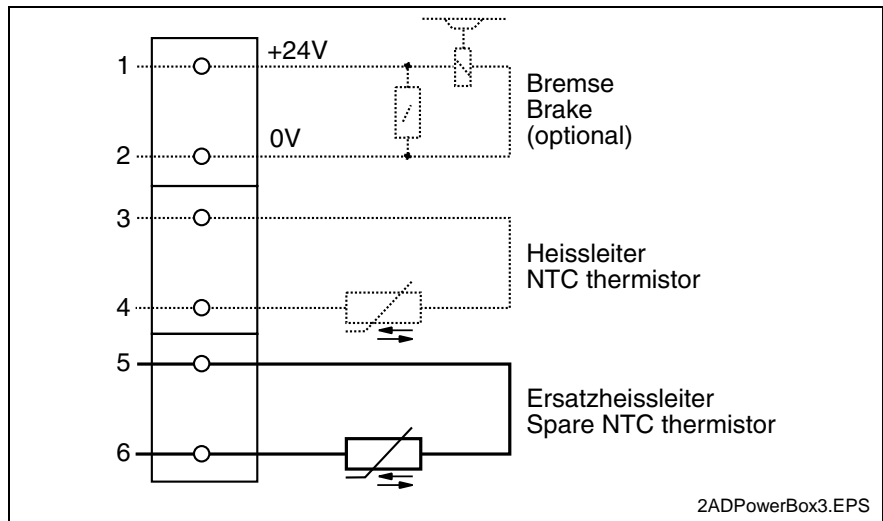 1
+24V
Bremse
Brake
(optional)
2
0V
3
Heissleiter
NTC thermistor
4
5
Ersatzheissleiter
Spare NTC thermistor
6
2ADPowerBox3.EPS